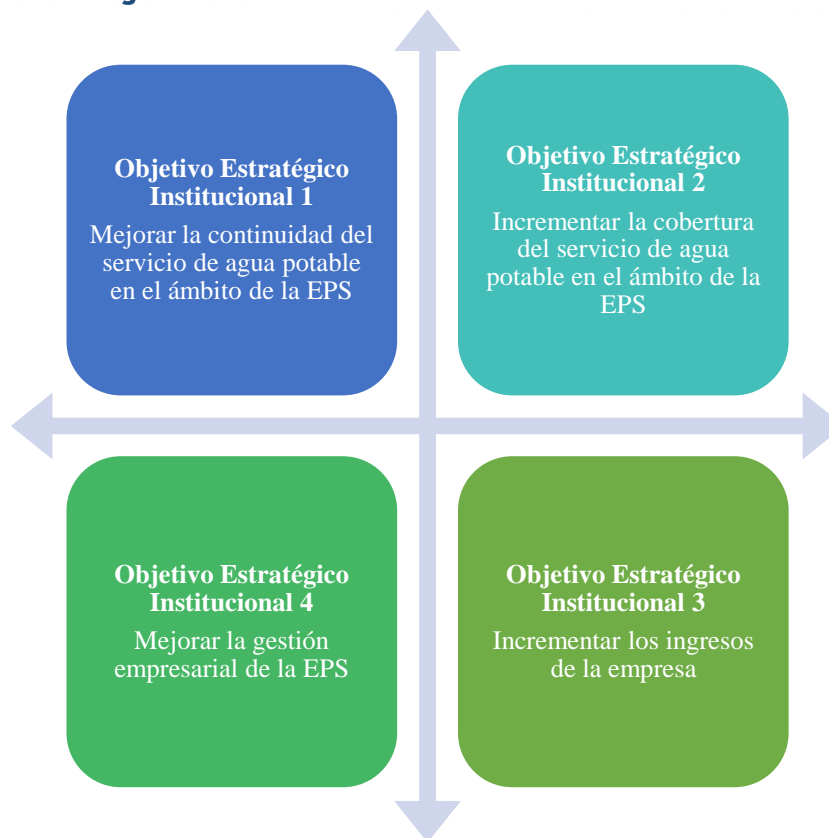 Objetivo Estratégico
Institucional 1
Mejorar la continuidad del
servicio de agua potable
en el ámbito de la EPS
Objetivo Estratégico
Institucional 2
Incrementar la cobertura
del servicio de agua
potable en el ámbito de la
EPS
Objetivo Estratégico
Institucional 4
Mejorar la gestión
empresarial de la EPS
Objetivo Estratégico
Institucional 3
Incrementar los ingresos
de la empresa